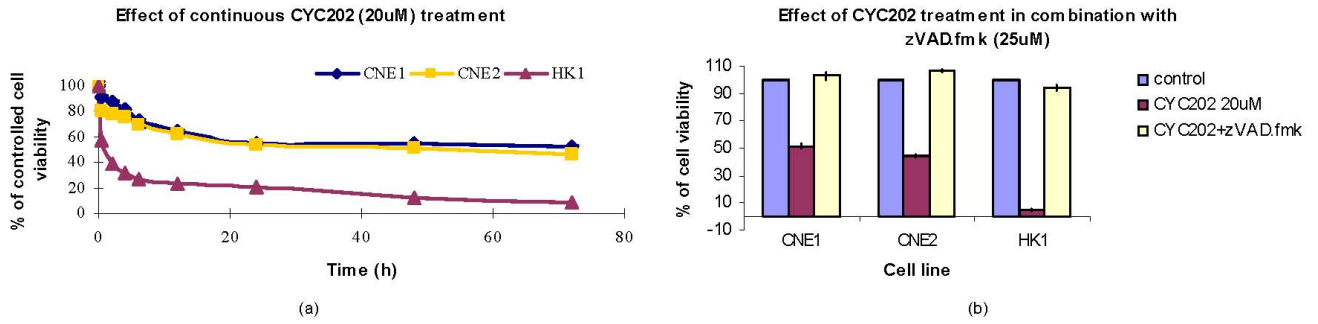 Effect of continuous CYC202 (20uM) treatment
CNE1 CNE2 HK1
100
80
60
40
20
0
% of controlled cell
viability
0 20 40 60 80
Time (h)
(a)
Effect of CYC202 treatment in combination with
zVAD.fmk (25uM)
110
90
70
50
30
10
-10
% of cell viability
CNE1 CNE2 HK1
Cell line
control
CYC202 20uM
CYC202+zVAD.fmk
(b)